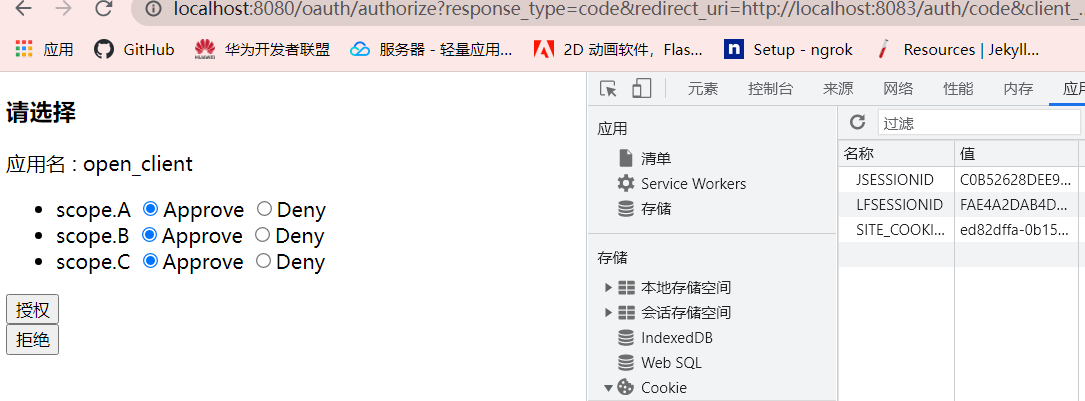 localhost:8080/oauth/authorize?response_type=code&redirect_uri=http://localhost:8083/auth/code&client_...
应用 GitHub 华为开发者联盟 服务器 - 轻量应用... 2D 动画软件，Flas... Setup - ngrok Resources | Jekyll...
请选择
应用名 : open_client
scope.A Approve Deny
scope.B Approve Deny
scope.C Approve Deny
授权
拒绝
元素 控制台 来源 网络 性能 内存 应用
应用
清单
Service Workers
存储
存储
本地存储空间
会话存储空间
IndexedDB
Web SQL
Cookie
过滤
名称 值
JSESSIONID C0B52628DEE9...
LFSESSIONID FAE4A2DAB4D...
SITE_COOKI... ed82dffa-0b15...